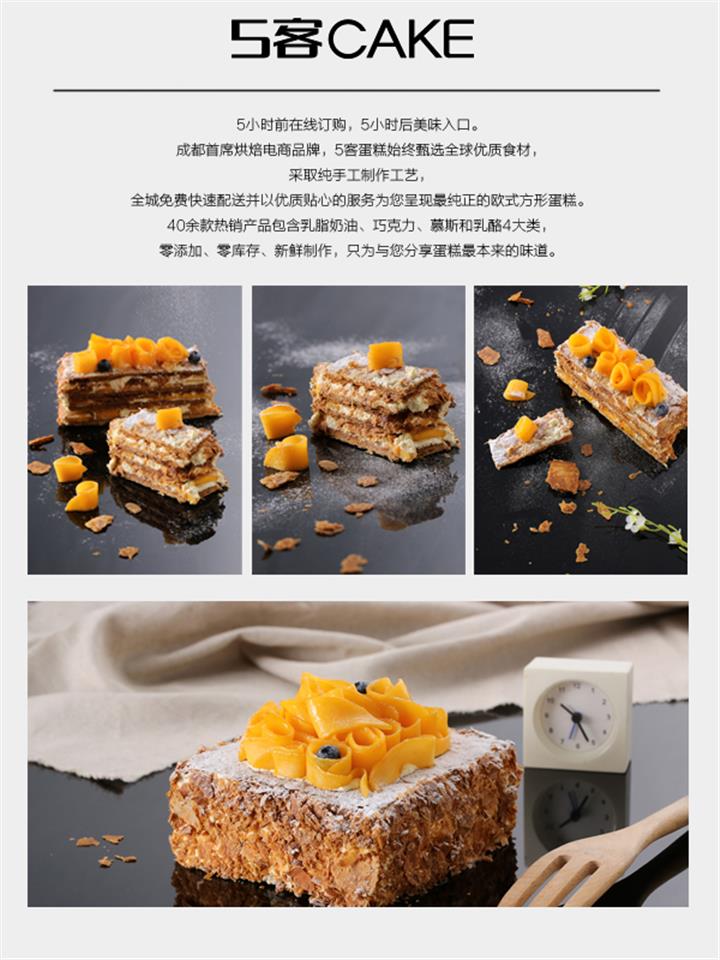 5客CAKE
5小时前在线订购，5小时后美味入口。
成都首席烘焙电商品牌，5客蛋糕始终甄选全球优质食材，
采取纯手工制作工艺，
全城免费快速配送并以优质贴心的服务为您呈现最纯正的欧式方形蛋糕。
40余款热销产品包含乳脂奶油、巧克力、慕斯和乳酪4大类，
零添加、零库存、新鲜制作，只为与您分享蛋糕最本来的味道。